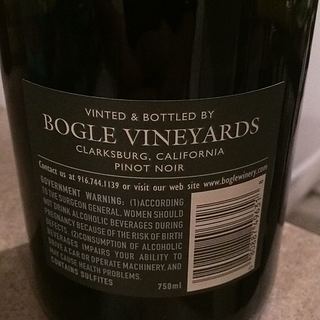 VINTED & BOTTLED BY
BOGLE VINEYARDS
CLARKSBURG, CALIFORNIA
PINOT NOIR
Contact us at 916.744.1139 or visit our web site www.boglewinery.com
GOVERNMENT WARNING: (1)ACCORDING
TO THE SURGEON GENERAL, WOMEN SHOULD
NOT DRINK ALCOHOLIC BEVERAGES DURING
PREGNANCY BECAUSE OF THE RISK OF BIRTH
DEFECTS. (2)CONSUMPTION OF ALCOHOLIC
BEVERAGES IMPAIRS YOUR ABILITY TO
DRIVE A CAR OR OPERATE MACHINERY, AND
MAY CAUSE HEALTH PROBLEMS.
CONTAINS SULFITES
750ml